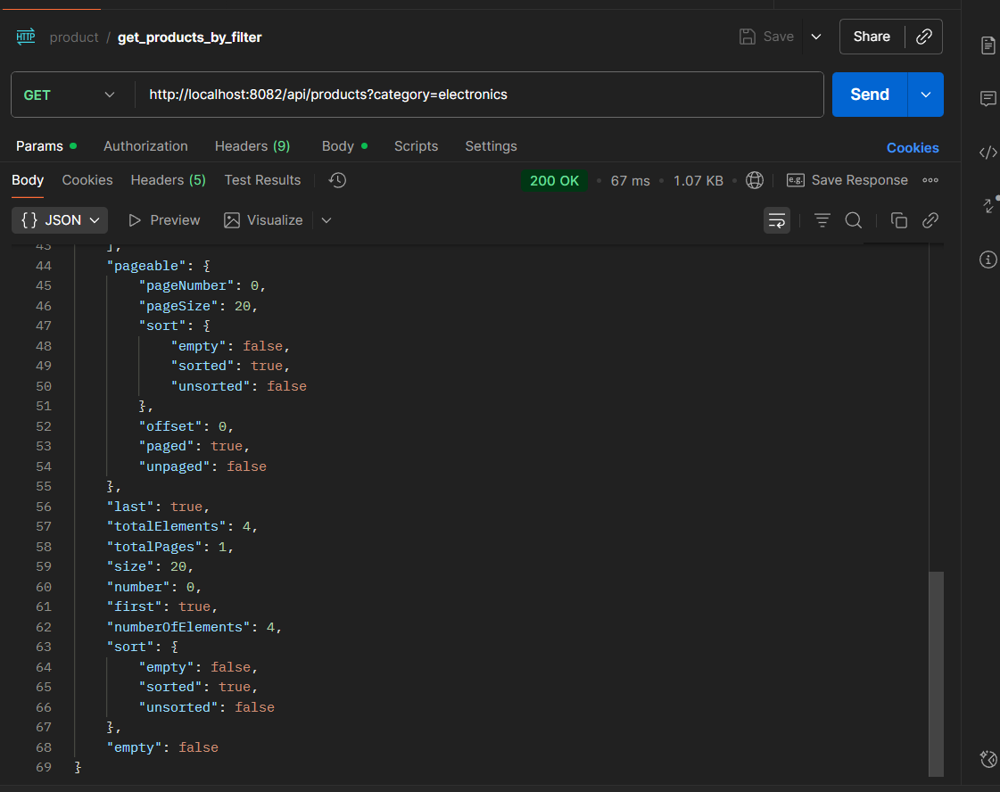 HTTP product / get_products_by_filter Save Share
GET http://localhost:8082/api/products?category=electronics Send
Params Authorization Headers (9) Body Scripts Settings Cookies
Body Cookies Headers (5) Test Results 200 OK • 67 ms • 1.07 KB • e.g. Save Response
{} JSON Preview Visualize
43 ],
44 "pageable": {
45 "pageNumber": 0,
46 "pageSize": 20,
47 "sort": {
48 "empty": false,
49 "sorted": true,
50 "unsorted": false
51 },
52 "offset": 0,
53 "paged": true,
54 "unpaged": false
55 },
56 "last": true,
57 "totalElements": 4,
58 "totalPages": 1,
59 "size": 20,
60 "number": 0,
61 "first": true,
62 "numberOfElements": 4,
63 "sort": {
64 "empty": false,
65 "sorted": true,
66 "unsorted": false
67 },
68 "empty": false
69 }